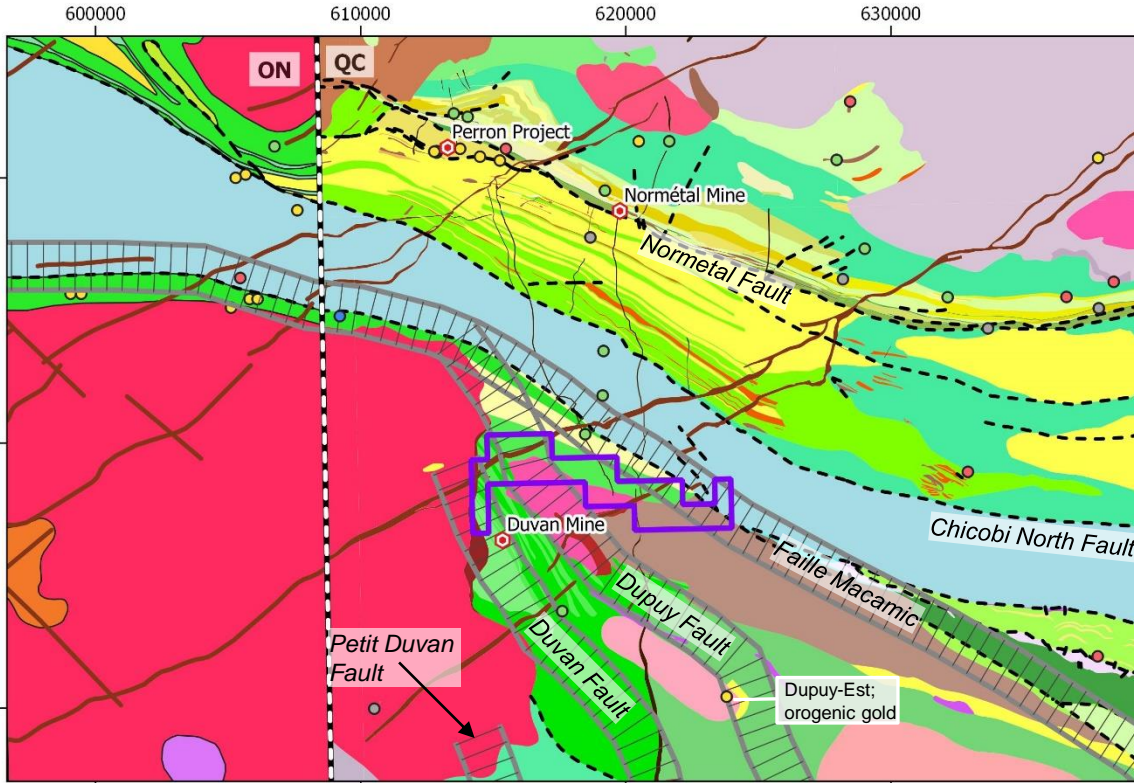 600000
610000
620000
630000
ON
QC
Perron Project
Normétal Mine
Normetal Fault
Duvan Mine
Chicobi North Fault
Faille Macamic
Dupuy Fault
Duvan Fault
Petit Duvan
Fault
Dupuy-Est;
orogenic gold